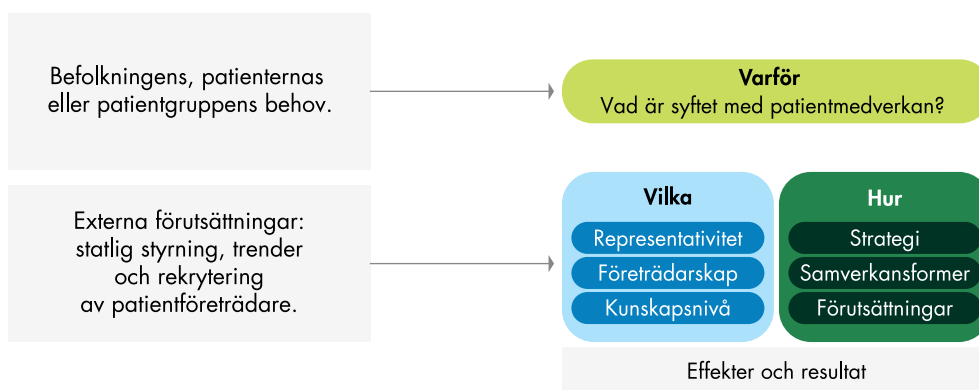 Befolkningens, patienternas
eller patientgruppens behov.
Varför
Vad är syftet med patientmedverkan?
Externa förutsättningar:
statlig styrning, trender
och rekrytering
av patientföreträdare.
Vilka
Representativitet
Företrädarskap
Kunskapsnivå
Hur
Strategi
Samverkansformer
Förutsättningar
Effekter och resultat